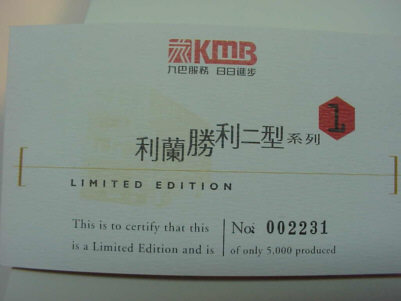 KMB
九巴服務 日日進步
利蘭勝利二型系列
1
LIMITED EDITION
This is to certify that this
is a Limited Edition and is
No: 002231
of only 5,000 produced